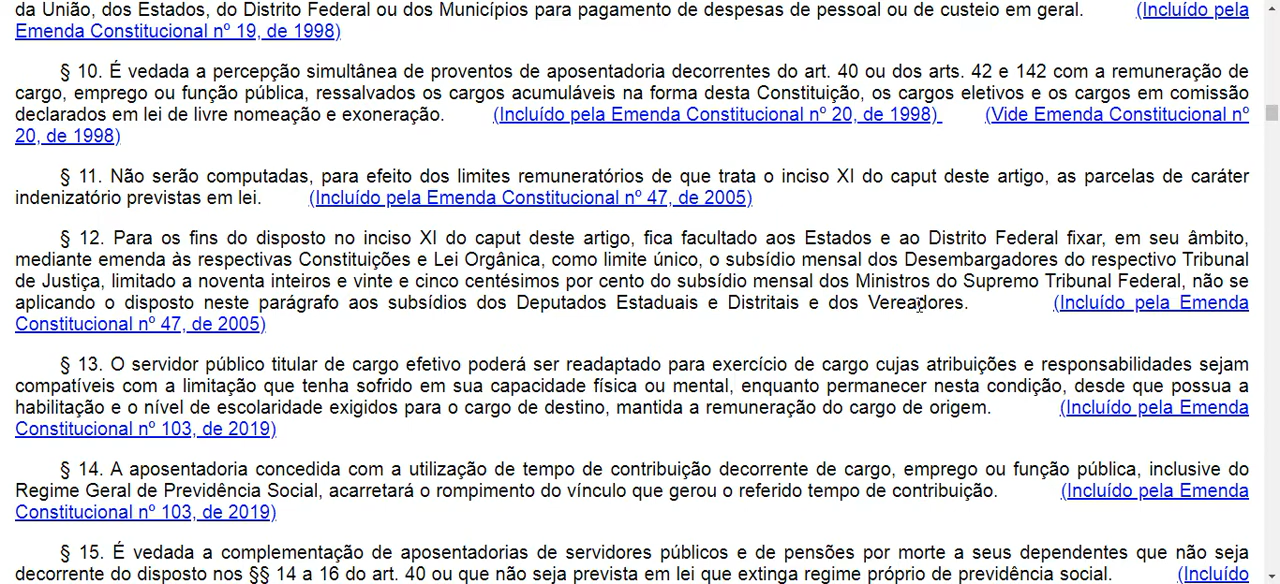 da União, dos Estados, do Distrito Federal ou dos Municípios para pagamento de despesas de pessoal ou de custeio em geral. (Incluído pela
Emenda Constitucional nº 19, de 1998)
§ 10. É vedada a percepção simultânea de proventos de aposentadoria decorrentes do art. 40 ou dos arts. 42 e 142 com a remuneração de
cargo, emprego ou função pública, ressalvados os cargos acumuláveis na forma desta Constituição, os cargos eletivos e os cargos em comissão
declarados em lei de livre nomeação e exoneração. (Incluído pela Emenda Constitucional nº 20, de 1998) (Vide Emenda Constitucional nº
20, de 1998)
§ 11. Não serão computadas, para efeito dos limites remuneratórios de que trata o inciso XI do caput deste artigo, as parcelas de caráter
indenizatório previstas em lei. (Incluído pela Emenda Constitucional nº 47, de 2005)
§ 12. Para os fins do disposto no inciso XI do caput deste artigo, fica facultado aos Estados e ao Distrito Federal fixar, em seu âmbito,
mediante emenda às respectivas Constituições e Lei Orgânica, como limite único, o subsídio mensal dos Desembargadores do respectivo Tribunal
de Justiça, limitado a noventa inteiros e vinte e cinco centésimos por cento do subsídio mensal dos Ministros do Supremo Tribunal Federal, não se
aplicando o disposto neste parágrafo aos subsídios dos Deputados Estaduais e Distritais e dos Vereadores. (Incluído pela Emenda
Constitucional nº 47, de 2005)
§ 13. O servidor público titular de cargo efetivo poderá ser readaptado para exercício de cargo cujas atribuições e responsabilidades sejam
compatíveis com a limitação que tenha sofrido em sua capacidade física ou mental, enquanto permanecer nesta condição, desde que possua a
habilitação e o nível de escolaridade exigidos para o cargo de destino, mantida a remuneração do cargo de origem. (Incluído pela Emenda
Constitucional nº 103, de 2019)
§ 14. A aposentadoria concedida com a utilização de tempo de contribuição decorrente de cargo, emprego ou função pública, inclusive do
Regime Geral de Previdência Social, acarretará o rompimento do vínculo que gerou o referido tempo de contribuição. (Incluído pela Emenda
Constitucional nº 103, de 2019)
§ 15. É vedada a complementação de aposentadorias de servidores públicos e de pensões por morte a seus dependentes que não seja
decorrente do disposto nos §§ 14 a 16 do art. 40 ou que não seja prevista em lei que extinga regime próprio de previdência social. (Incluído